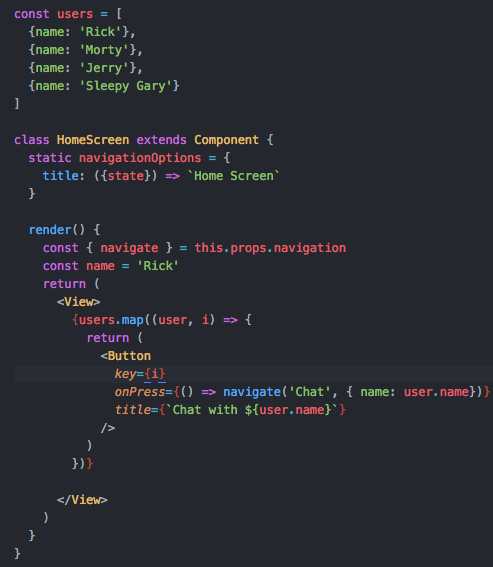 const users = [
  {name: 'Rick'},
  {name: 'Morty'},
  {name: 'Jerry'},
  {name: 'Sleepy Gary'}
]

class HomeScreen extends Component {
  static navigationOptions = {
    title: ({state}) => `Home Screen`
  }

  render() {
    const { navigate } = this.props.navigation
    const name = 'Rick'
    return (
      <View>
        {users.map((user, i) => {
          return (
            <Button
              key={i}
              onPress={() => navigate('Chat', { name: user.name})}
              title={`Chat with ${user.name}`}
            />
          )
        })}

      </View>
    )
  }
}